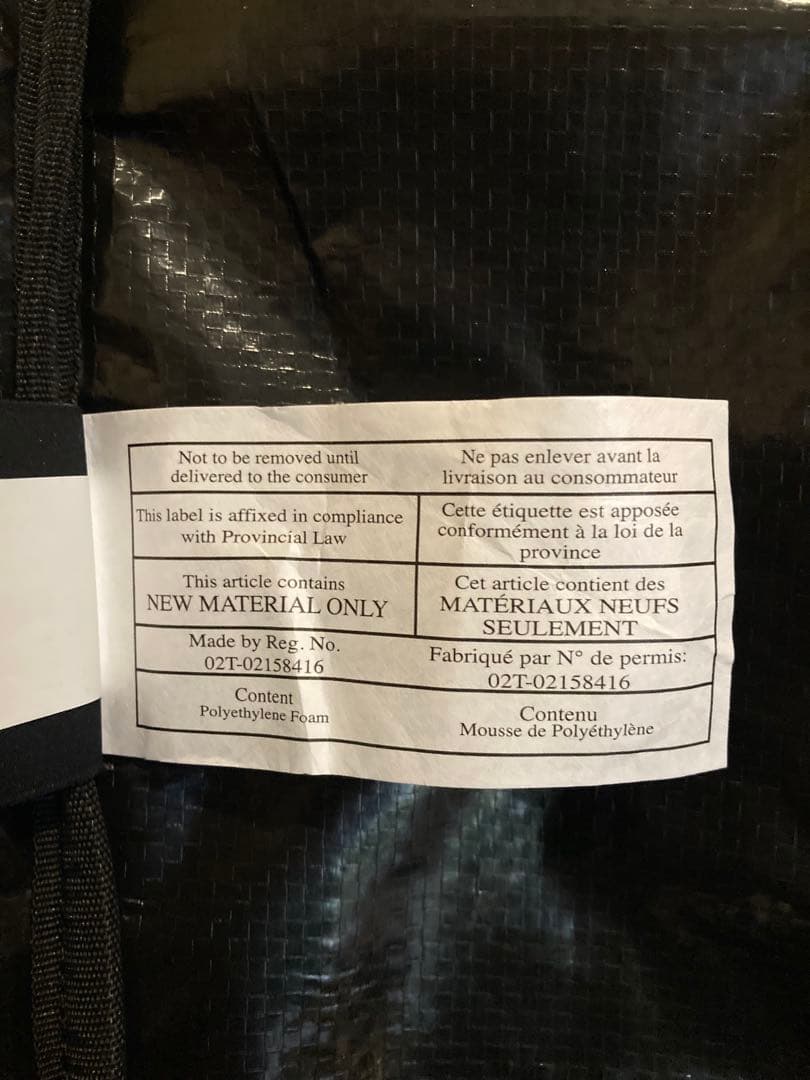 Not to be removed until
delivered to the consumer
Ne pas enlever avant la
livraison au consommateur
This label is affixed in compliance
with Provincial Law
Cette étiquette est apposée
conformément à la loi de la
province
This article contains
NEW MATERIAL ONLY
Cet article contient des
MATÉRIAUX NEUFS
SEULEMENT
Made by Reg. No.
02T-02158416
Fabriqué par N° de permis:
02T-02158416
Content
Polyethylene Foam
Contenu
Mousse de Polyéthylène